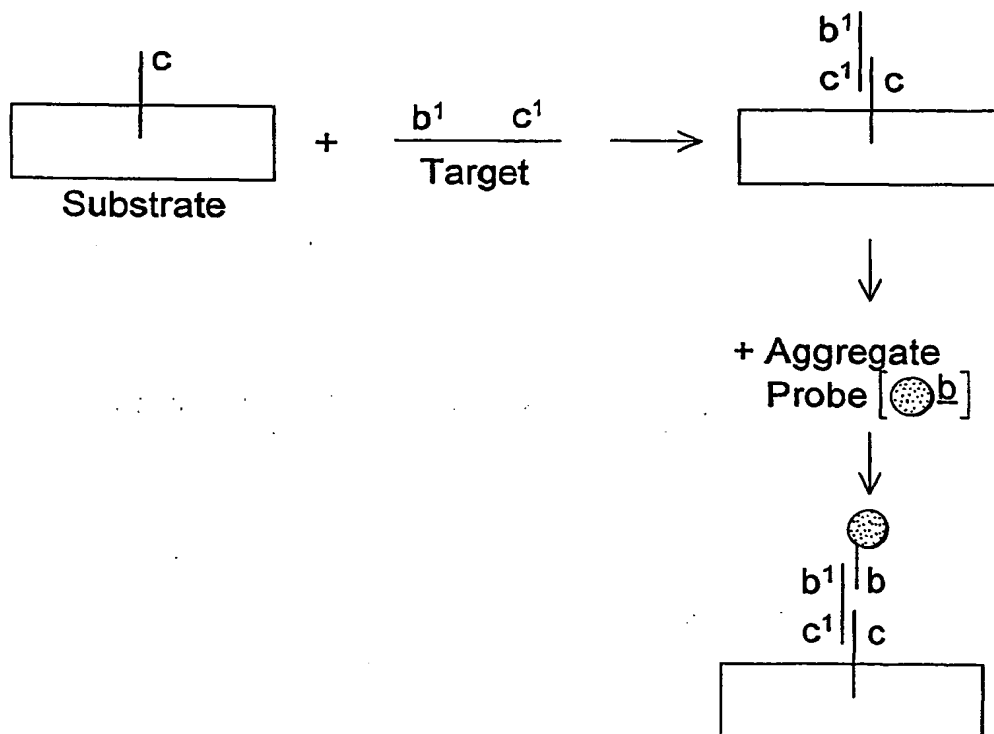 c
Substrate
+
b¹ c¹
Target
b¹
c¹ c
+ Aggregate
Probe [ b ]
b¹ b
c¹ c